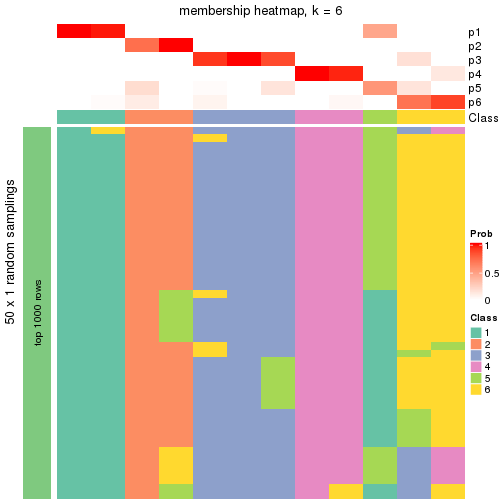 membership heatmap, k = 6
p1
p2
p3
p4
p5
p6
Class
50 x 1 random samplings
top 1000 rows
Prob
1
0.5
0
Class
1
2
3
4
5
6